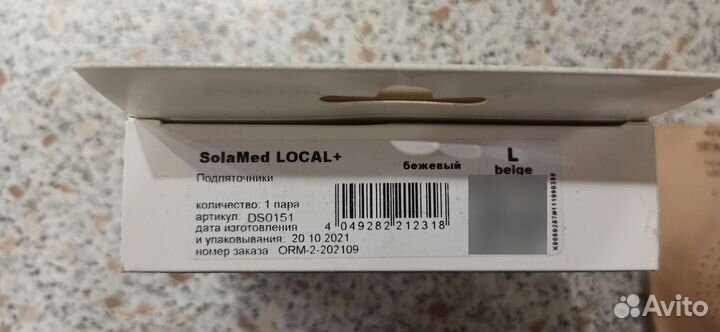 SolaMed LOCAL+
бежевый
L
beige
Подпяточники
количество: 1 пара
артикул: DS0151
дата изготовления
и упаковывания: 20.10.2021
номер заказа ORM-2-202109
4 049282 212318
Avito